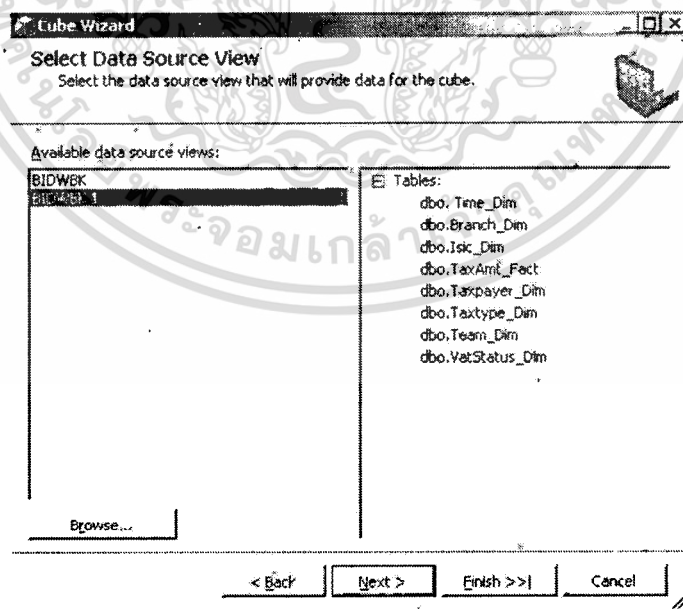 Cube Wizard
Select Data Source View
Select the data source view that will provide data for the cube.
Available data source views:
BIDWBK
Tables:
dbo. Time_Dim
dbo.Branch_Dim
dbo.Isic_Dim
dbo.TaxAmt_Fact
dbo.Taxpayer_Dim
dbo.Taxtype_Dim
dbo.Team_Dim
dbo.VatStatus_Dim
Browse...
< Back
Next >
Finish >>|
Cancel